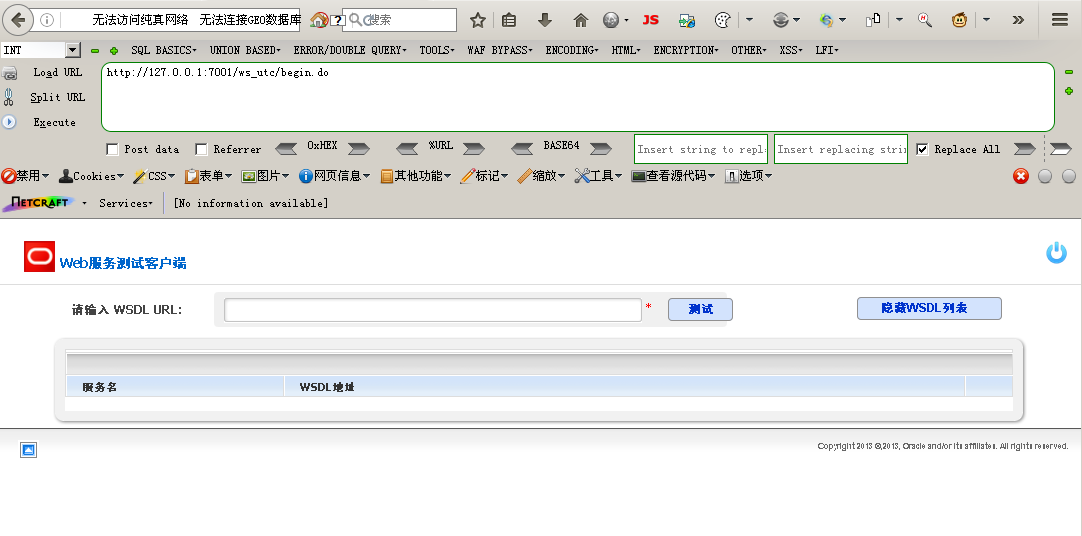 无法访问纯真网络 无法连接GEO数据库 ? 搜索 JS
INT SQL BASICS UNION BASED ERROR/DOUBLE QUERY TOOLS WAF BYPASS ENCODING HTML ENCRYPTION OTHER XSS LFI
Load URL http://127.0.0.1:7001/ws_utc/begin.do
Split URL
Execute
Post data Referrer 0xHEX %URL BASE64 Insert string to repl Insert replacing stri Replace All
禁用 Cookies CSS 表单 图片 网页信息 其他功能 标记 缩放 工具 查看源代码 选项
NETCRAFT Services [No information available]
Web服务测试客户端
请输入 WSDL URL: * 测试 隐藏WSDL列表
服务名 WSDL地址
Copyright 2013 ©,2013, Oracle and/or its affiliates. All rights reserved.